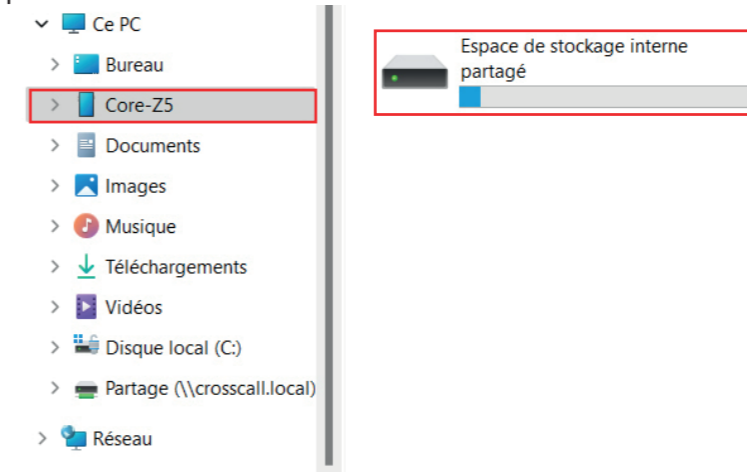 Ce PC
Bureau
Core-Z5
Documents
Images
Musique
Téléchargements
Vidéos
Disque local (C:)
Partage (\\crosscall.local)
Réseau
Espace de stockage interne
partagé